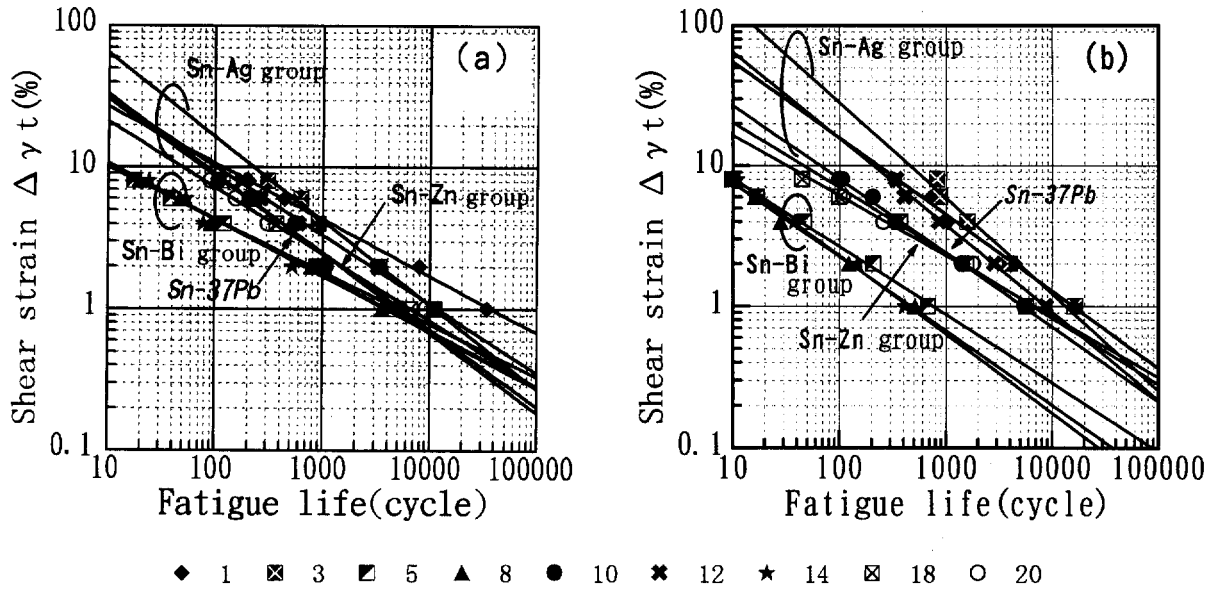 100
10
1
0.1
Shear strain Δ γ t (%)
(a)
Sn-Ag group
Sn-Zn group
Sn-Bi group
Sn-37Pb
10 100 1000 10000 100000
Fatigue life(cycle)
100
10
1
0.1
Shear strain Δ γ t (%)
(b)
Sn-Ag group
Sn-37Pb
Sn-Bi group
Sn-Zn group
10 100 1000 10000 100000
Fatigue life(cycle)
1 3 5 8 10 12 14 18 20